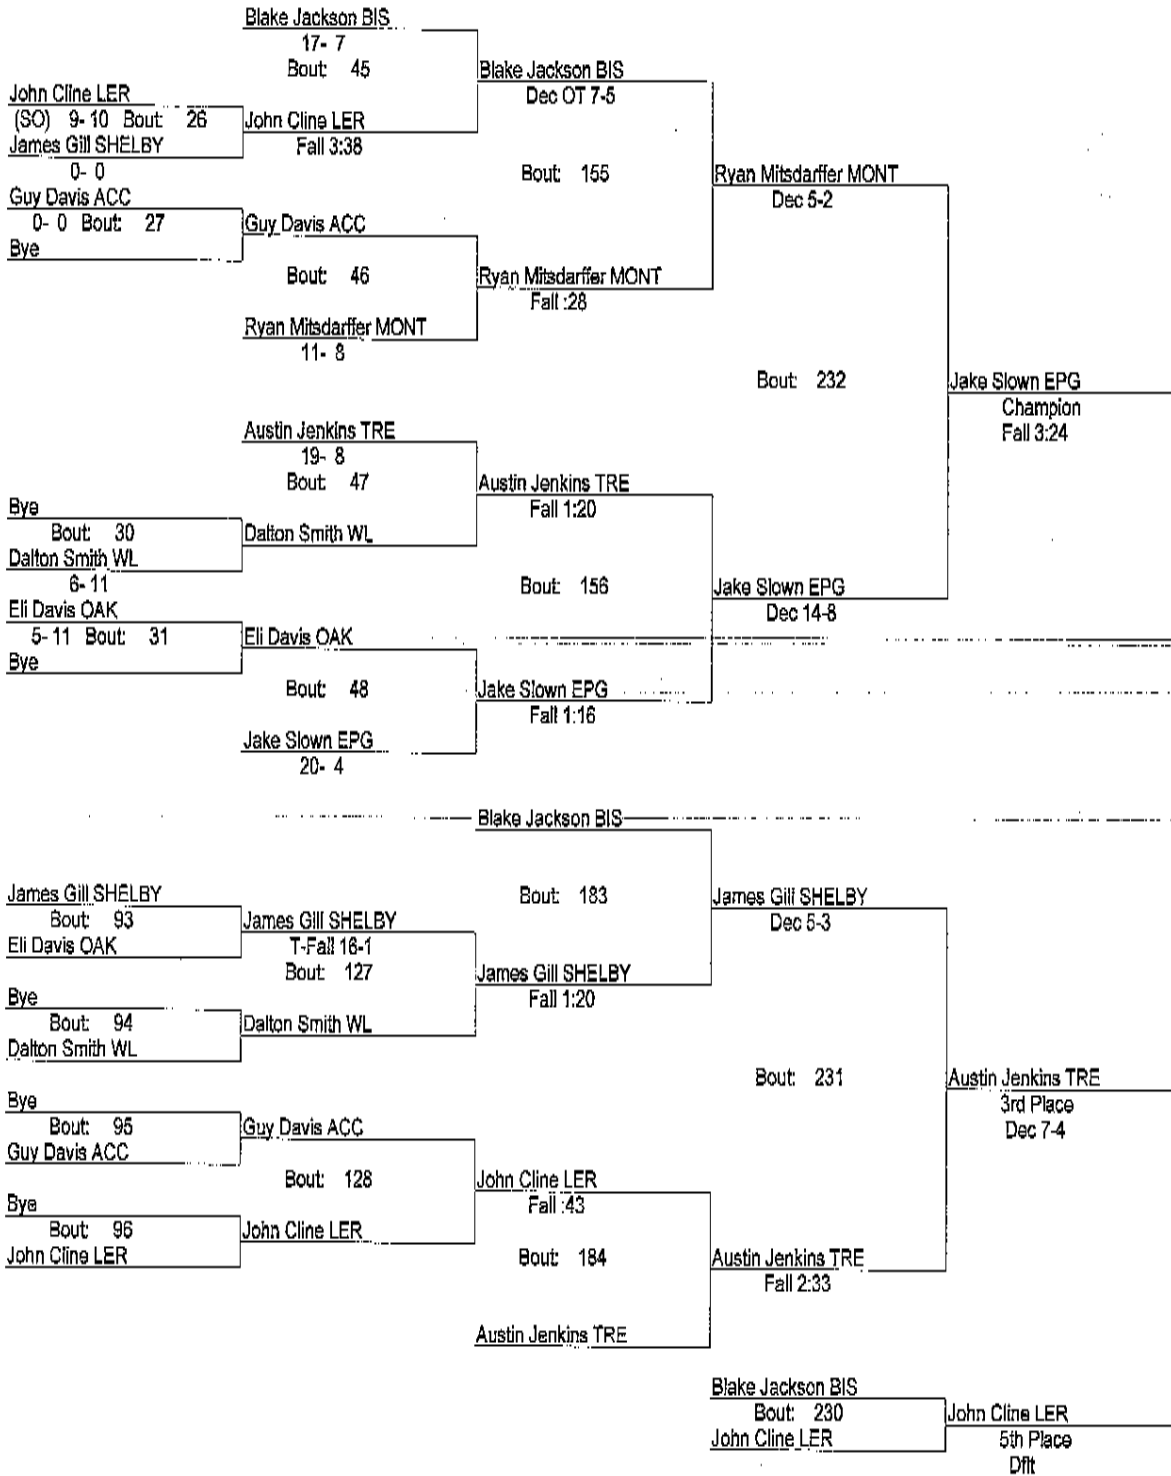 Blake Jackson BIS
17- 7
Bout: 45
Blake Jackson BIS
Dec OT 7-5
John Cline LER
(SO) 9- 10 Bout: 26
John Cline LER
Fall 3:38
James Gill SHELBY
0- 0
Bout: 155
Ryan Mitsdarffer MONT
Dec 5-2
Guy Davis ACC
0- 0 Bout: 27
Guy Davis ACC
Bye
Bout: 46
Ryan Mitsdarffer MONT
Fall :28
Ryan Mitsdarffer MONT
11- 8
Bout: 232
Jake Slown EPG
Champion
Fall 3:24
Austin Jenkins TRE
19- 8
Bout: 47
Austin Jenkins TRE
Fall 1:20
Bye
Bout: 30
Dalton Smith WL
Dalton Smith WL
6- 11
Bout: 156
Jake Slown EPG
Dec 14-8
Eli Davis OAK
5- 11 Bout: 31
Eli Davis OAK
Bye
Bout: 48
Jake Slown EPG
Fall 1:16
Jake Slown EPG
20- 4
Blake Jackson BIS
James Gill SHELBY
Bout: 93
Eli Davis OAK
James Gill SHELBY
T-Fall 16-1
Bout: 127
Bout: 183
James Gill SHELBY
Dec 5-3
James Gill SHELBY
Fall 1:20
Bye
Bout: 94
Dalton Smith WL
Dalton Smith WL
Bout: 231
Austin Jenkins TRE
3rd Place
Dec 7-4
Bye
Bout: 95
Guy Davis ACC
Guy Davis ACC
Bout: 128
John Cline LER
Fall :43
Bye
Bout: 96
John Cline LER
John Cline LER
Bout: 184
Austin Jenkins TRE
Fall 2:33
Austin Jenkins TRE
Blake Jackson BIS
Bout: 230
John Cline LER
John Cline LER
5th Place
Dflt